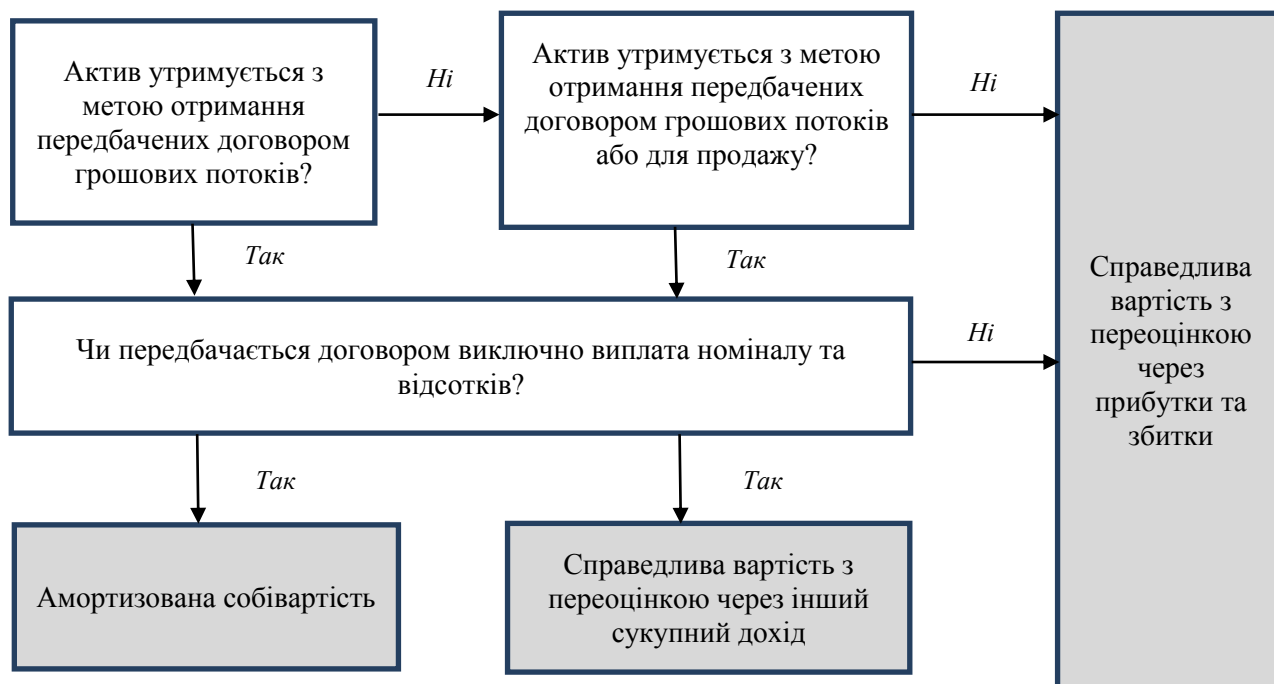 Актив утримується з
метою отримання
передбачених договором
грошових потоків?
Ні
Актив утримується з метою
отримання передбачених
договором грошових потоків
або для продажу?
Ні
Так
Так
Чи передбачається договором виключно виплата номіналу та
відсотків?
Ні
Справедлива
вартість з
переоцінкою
через
прибутки та
збитки
Так
Так
Амортизована собівартість
Справедлива вартість з
переоцінкою через інший
сукупний дохід